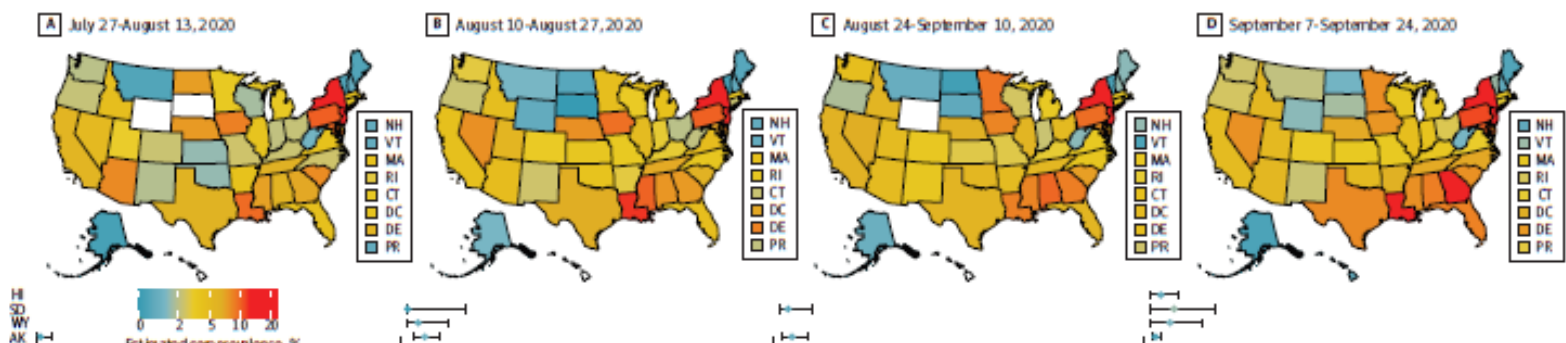 A July 27-August 13, 2020
B August 10-August 27, 2020
C August 24-September 10, 2020
D September 7-September 24, 2020
NH
VT
MA
RI
CT
DC
DE
PR
NH
VT
MA
RI
CT
DC
DE
PR
NH
VT
MA
RI
CT
DC
DE
PR
NH
VT
MA
RI
CT
DC
DE
PR
HI
SD
WY
AK
0 2 5 10 20
Estimated seroprevalence, %